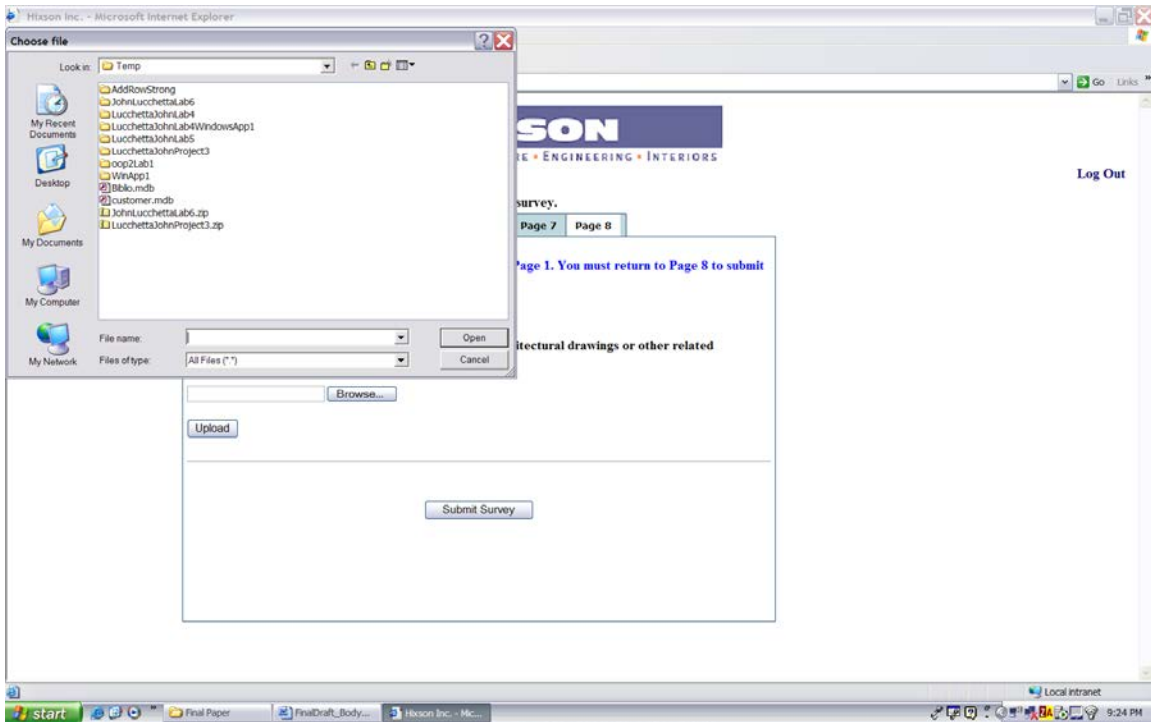 Hixson Inc. - Microsoft Internet Explorer
Choose file
Look in: Temp
Go Links »
My Recent Documents
Desktop
My Documents
My Computer
My Network
AddRowStrong
JohnLucchettaLab6
LucchettaJohnLab4
LucchettaJohnLab4WindowsApp1
LucchettaJohnLab5
LucchettaJohnProject3
oop2Lab1
WinApp1
Biblio.mdb
customer.mdb
JohnLucchettaLab6.zip
LucchettaJohnProject3.zip
File name:
Open
Files of type: All Files (*.*)
Cancel
SON
RE • ENGINEERING • INTERIORS
Log Out
survey.
Page 7 Page 8
Page 1. You must return to Page 8 to submit
itectural drawings or other related
Browse...
Upload
Submit Survey
Local intranet
start
Final Paper
FinalDraft_Body...
Hixson Inc. - Mic...
9:24 PM